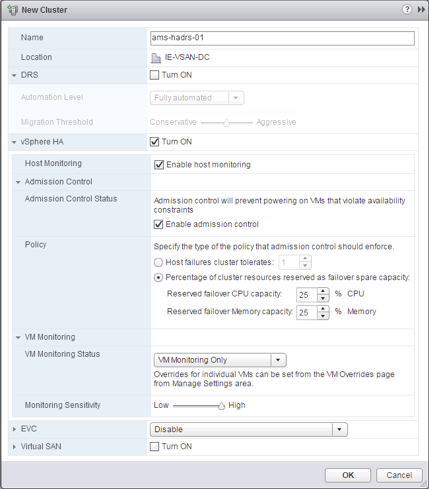 New Cluster
Name ams-hadrs-01
Location IE-VSAN-DC
DRS Turn ON
Automation Level Fully automated
Migration Threshold Conservative Aggressive
vSphere HA Turn ON
Host Monitoring Enable host monitoring
Admission Control
Admission Control Status Admission control will prevent powering on VMs that violate availability
constraints
Enable admission control
Policy Specify the type of the policy that admission control should enforce.
Host failures cluster tolerates: 1
Percentage of cluster resources reserved as failover spare capacity:
Reserved failover CPU capacity: 25 % CPU
Reserved failover Memory capacity: 25 % Memory
VM Monitoring
VM Monitoring Status VM Monitoring Only
Overrides for individual VMs can be set from the VM Overrides page
from Manage Settings area.
Monitoring Sensitivity Low High
EVC Disable
Virtual SAN Turn ON
OK Cancel